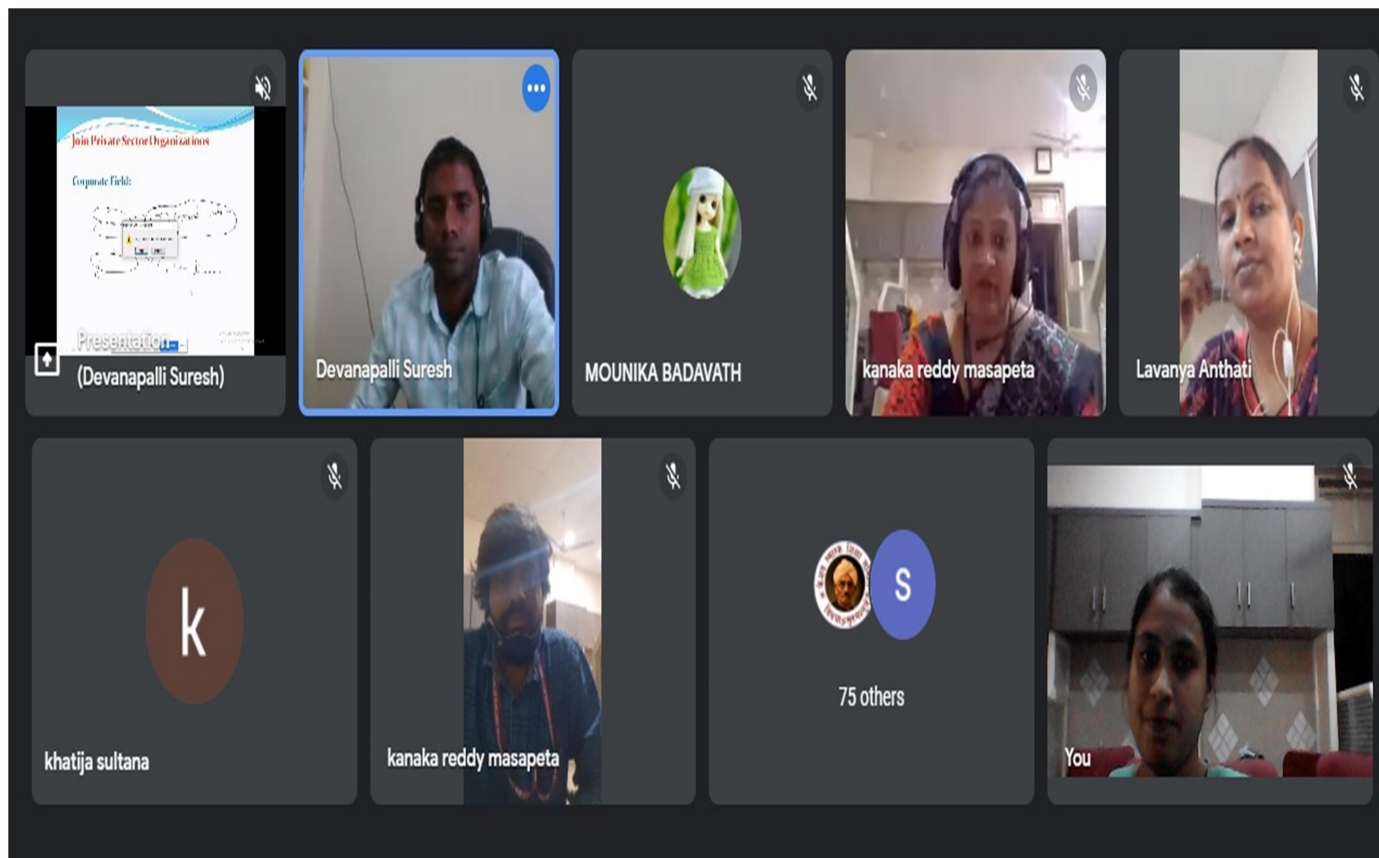 Join Private Sector Organizations
Corporate Field:
Presentation
(Devanapalli Suresh)
Devanapalli Suresh
MOUNIKA BADAVATH
kanaka reddy masapeta
Lavanya Anthati
k
khatija sultana
kanaka reddy masapeta
S
75 others
You